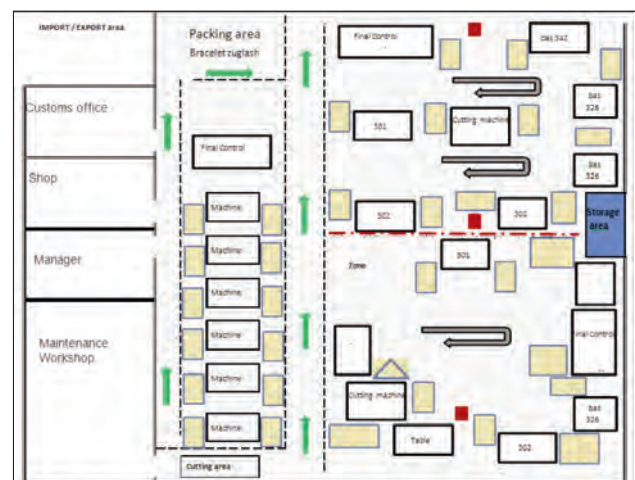 IMPORT / EXPORT area
Packing area
Bracelet zuglash
Customs office
Shop
Manager
Maintenance
Workshop
Final Control
Machine
Machine
Machine
Machine
Machine
Machine
Cutting area
Final Control
bas 342
bas
326
301
Cutting machine
bas
326
302
302
Storage
area
301
Zone
Final Control
Cutting machine
bas
326
Table
302